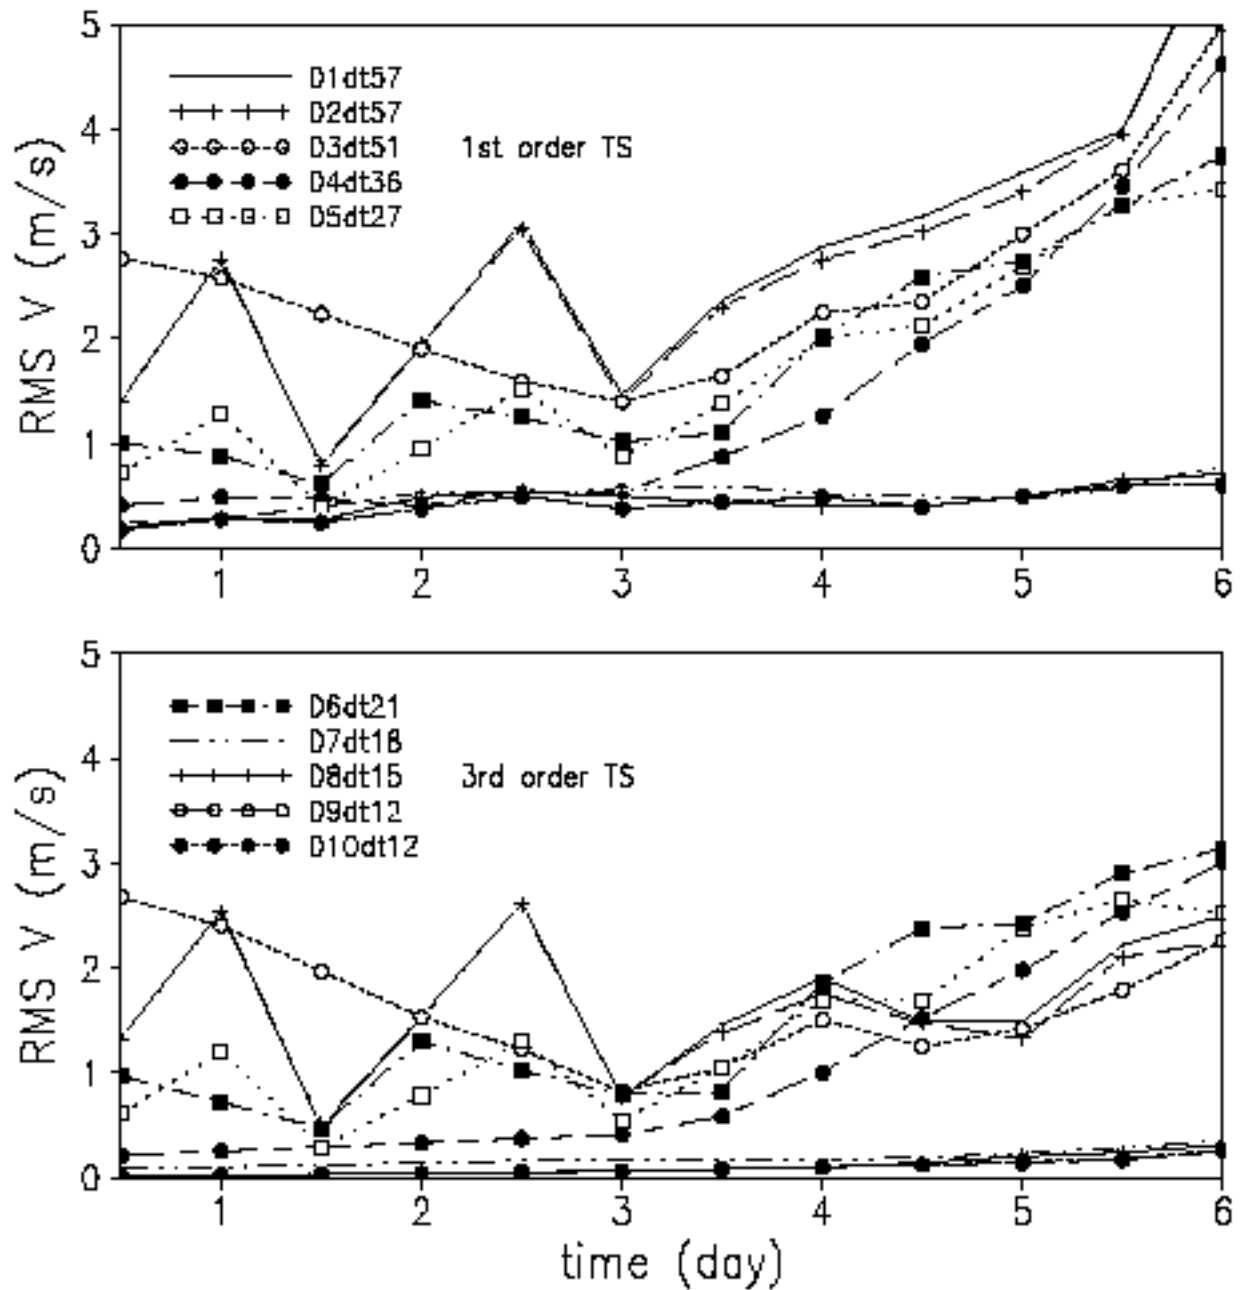 5
4
3
2
1
0
RMS V (m/s)
D1dt57
D2dt57
D3dt51
D4dt36
D5dt27
1st order TS
1 2 3 4 5 6
5
4
3
2
1
0
RMS V (m/s)
D6dt21
D7dt18
D8dt15
D9dt12
D10dt12
3rd order TS
1 2 3 4 5 6
time (day)